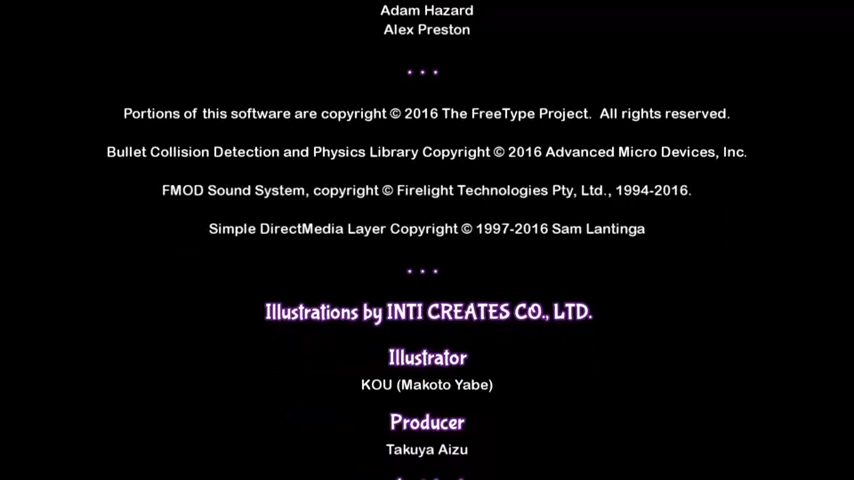 Adam Hazard
Alex Preston
• • •
Portions of this software are copyright © 2016 The FreeType Project. All rights reserved.
Bullet Collision Detection and Physics Library Copyright © 2016 Advanced Micro Devices, Inc.
FMOD Sound System, copyright © Firelight Technologies Pty, Ltd., 1994-2016.
Simple DirectMedia Layer Copyright © 1997-2016 Sam Lantinga
• • •
Illustrations by INTI CREATES CO., LTD.
Illustrator
KOU (Makoto Yabe)
Producer
Takuya Aizu